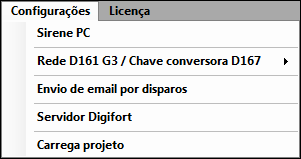 Configurações Licença
Sirene PC
Rede D161 G3 / Chave conversora D167
Envio de email por disparos
Servidor Digifort
Carrega projeto